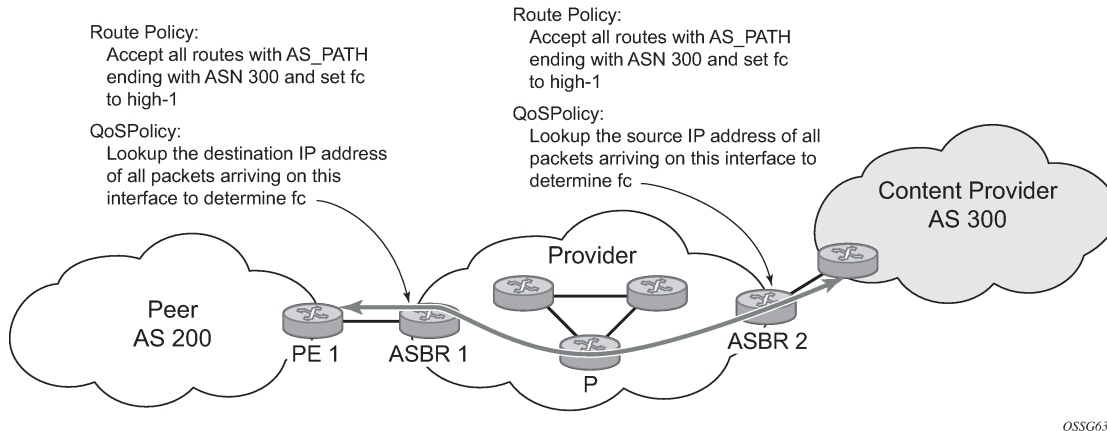 Route Policy:
Accept all routes with AS_PATH
ending with ASN 300 and set fc
to high-1
QoSPolicy:
Lookup the destination IP address
of all packets arriving on this
interface to determine fc
Route Policy:
Accept all routes with AS_PATH
ending with ASN 300 and set fc
to high-1
QoSPolicy:
Lookup the source IP address of all
packets arriving on this interface to
determine fc
Content Provider
AS 300
Provider
Peer
AS 200
PE 1
ASBR 1
P
ASBR 2
OSSG63